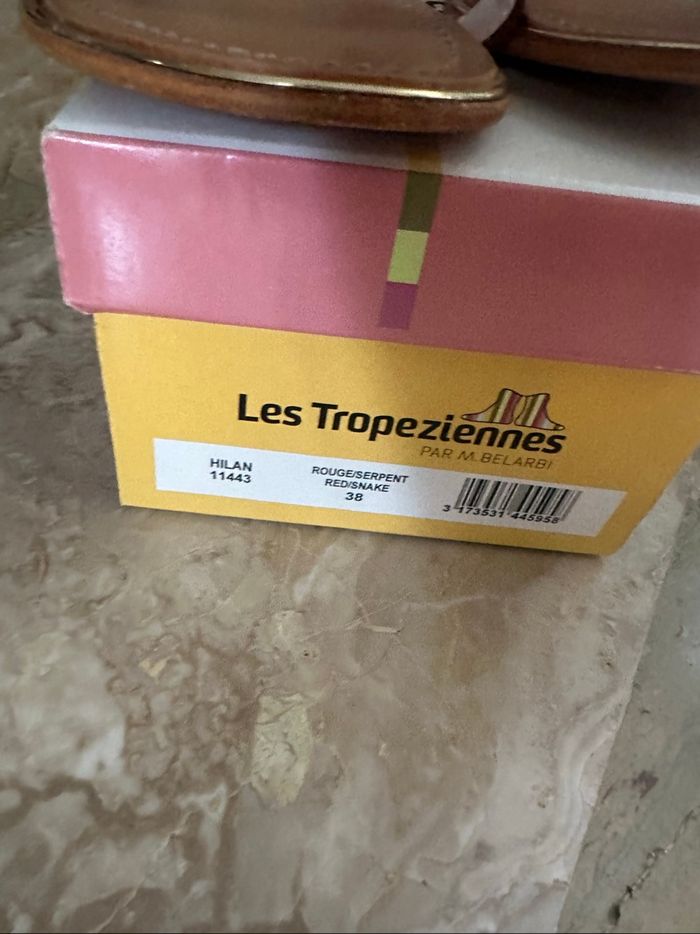 Les Tropeziennes
PAR M.BELARBI
HILAN
11443
ROUGE/SERPENT
RED/SNAKE
38
3 173531 445958